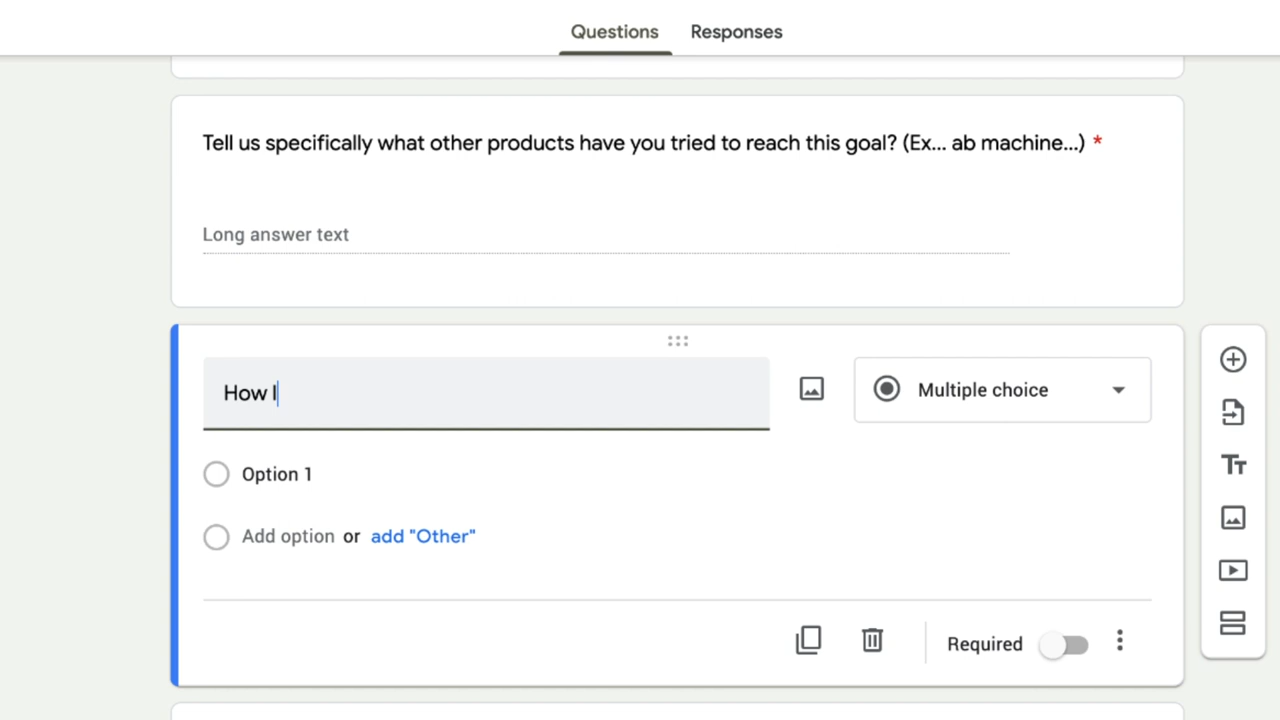 Questions Responses
Tell us specifically what other products have you tried to reach this goal? (Ex... ab machine...) *
Long answer text
How l
Multiple choice
Option 1
Add option or add "Other"
Required